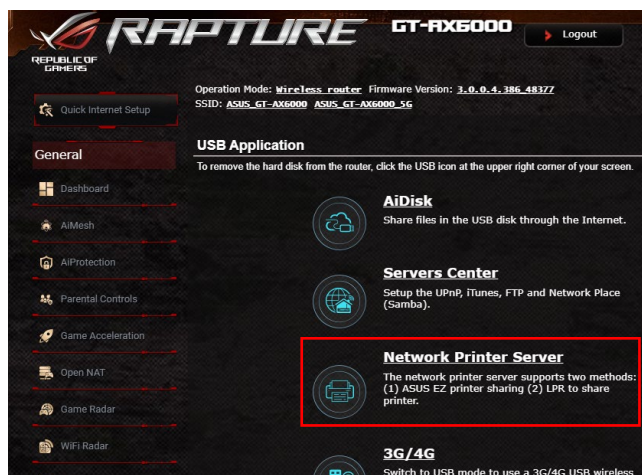 RAPTURE
GT-AX6000
Logout
REPUBLIC OF
GAMERS
Operation Mode: Wireless router Firmware Version: 3.0.0.4.386_48377
SSID: ASUS_GT-AX6000 ASUS_GT-AX6000_5G
Quick Internet Setup
General
Dashboard
AiMesh
AiProtection
Parental Controls
Game Acceleration
Open NAT
Game Radar
WiFi Radar
USB Application
To remove the hard disk from the router, click the USB icon at the upper right corner of your screen.
AiDisk
Share files in the USB disk through the Internet.
Servers Center
Setup the UPnP, iTunes, FTP and Network Place
(Samba).
Network Printer Server
The network printer server supports two methods:
(1) ASUS EZ printer sharing (2) LPR to share
printer.
3G/4G
Switch to USB mode to use a 3G/4G USB wireless